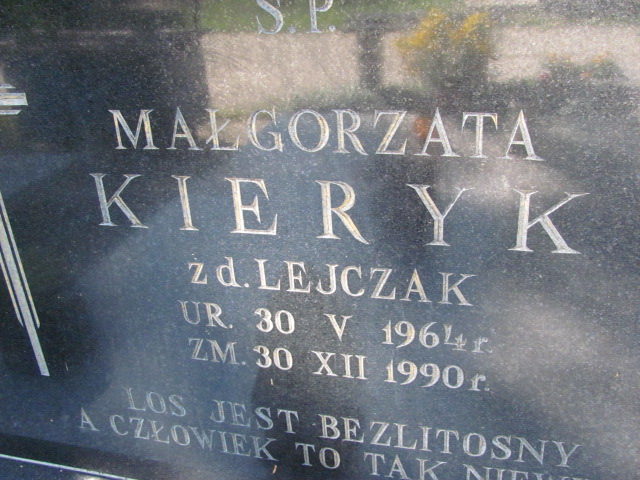 Ś.P.
MAŁGORZATA
KIERYK
zd. LEJCZAK
UR. 30 V 1964 r.
ZM. 30 XII 1990 r.
LOS JEST BEZLITOSNY
A CZŁOWIEK TO TAK